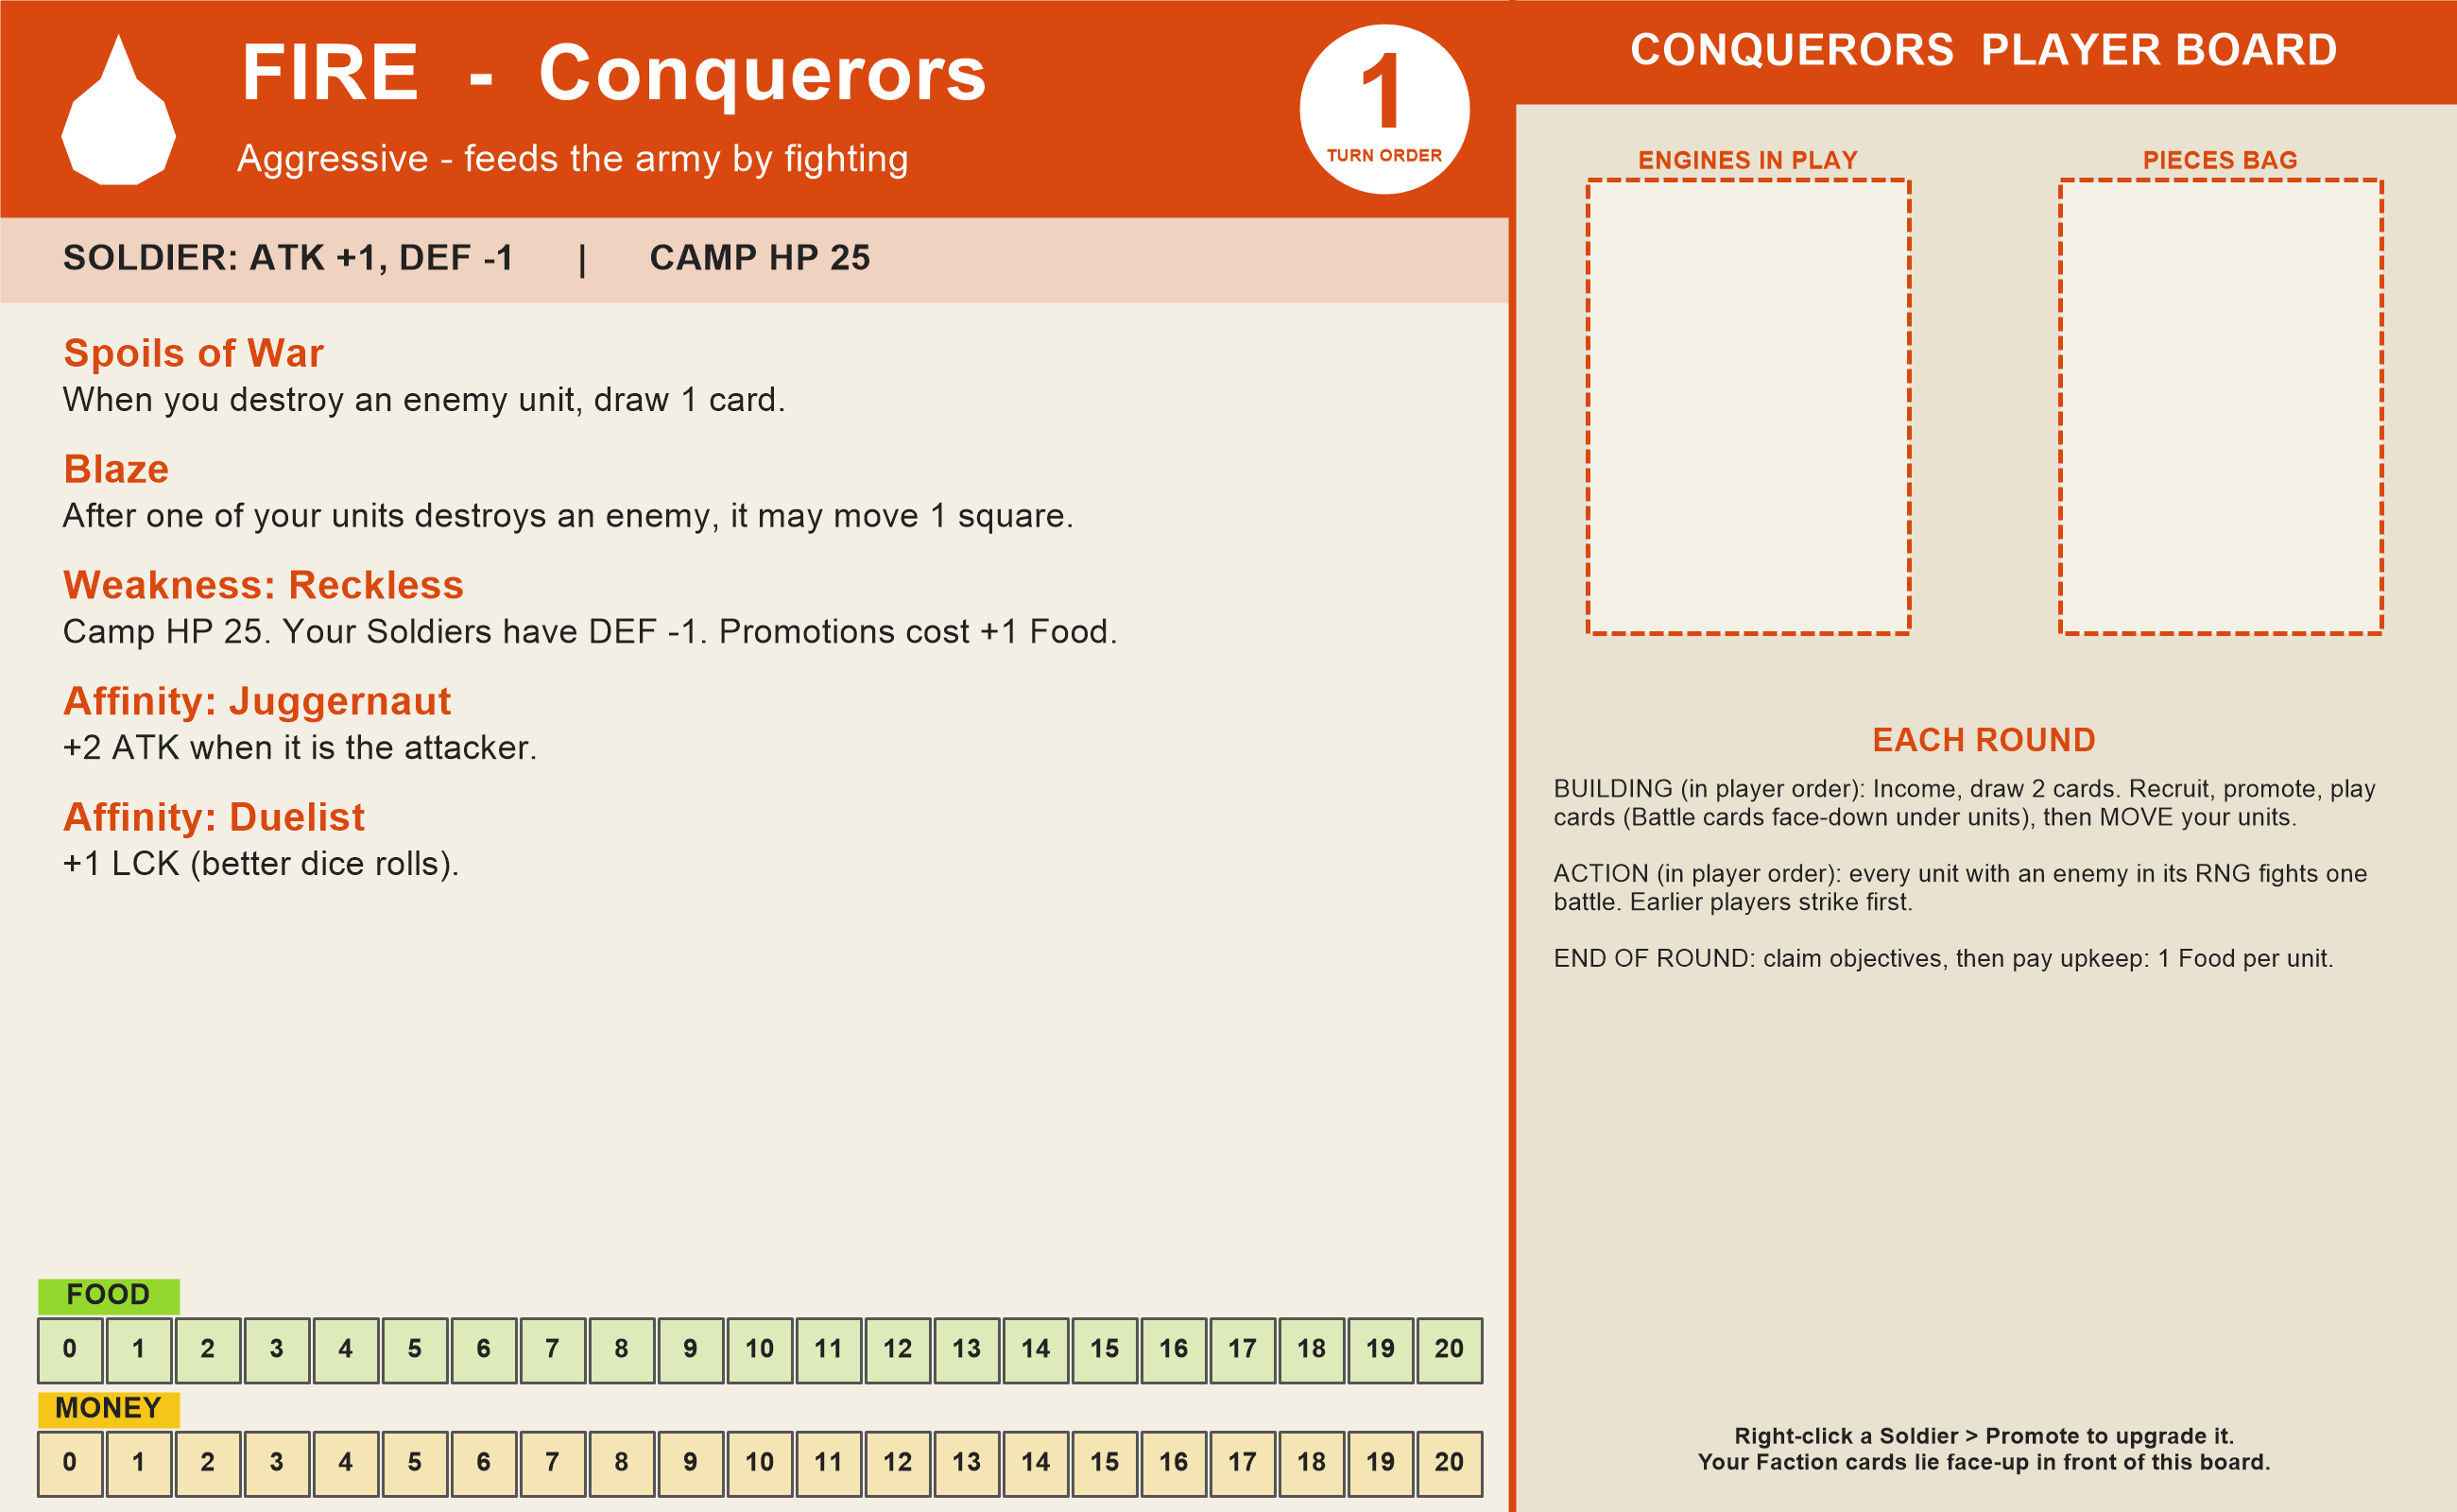 FIRE - Conquerors
Aggressive - feeds the army by fighting
1
TURN ORDER
SOLDIER: ATK +1, DEF -1 | CAMP HP 25
Spoils of War
When you destroy an enemy unit, draw 1 card.
Blaze
After one of your units destroys an enemy, it may move 1 square.
Weakness: Reckless
Camp HP 25. Your Soldiers have DEF -1. Promotions cost +1 Food.
Affinity: Juggernaut
+2 ATK when it is the attacker.
Affinity: Duelist
+1 LCK (better dice rolls).
FOOD
0 1 2 3 4 5 6 7 8 9 10 11 12 13 14 15 16 17 18 19 20
MONEY
0 1 2 3 4 5 6 7 8 9 10 11 12 13 14 15 16 17 18 19 20
CONQUERORS PLAYER BOARD
ENGINES IN PLAY
PIECES BAG
EACH ROUND
BUILDING (in player order): Income, draw 2 cards. Recruit, promote, play
cards (Battle cards face-down under units), then MOVE your units.
ACTION (in player order): every unit with an enemy in its RNG fights one
battle. Earlier players strike first.
END OF ROUND: claim objectives, then pay upkeep: 1 Food per unit.
Right-click a Soldier > Promote to upgrade it.
Your Faction cards lie face-up in front of this board.